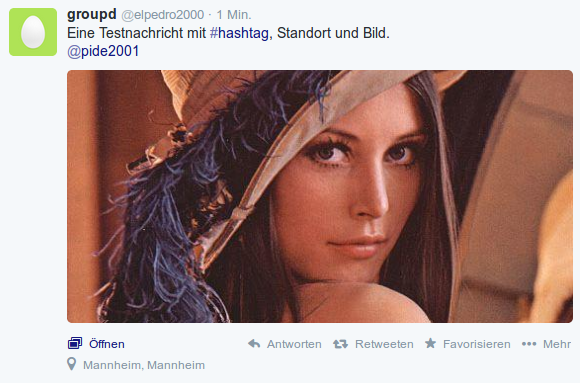 groupd @elpedro2000 · 1 Min.
Eine Testnachricht mit #hashtag, Standort und Bild.
@pide2001
Öffnen Antworten Retweeten Favorisieren Mehr
Mannheim, Mannheim